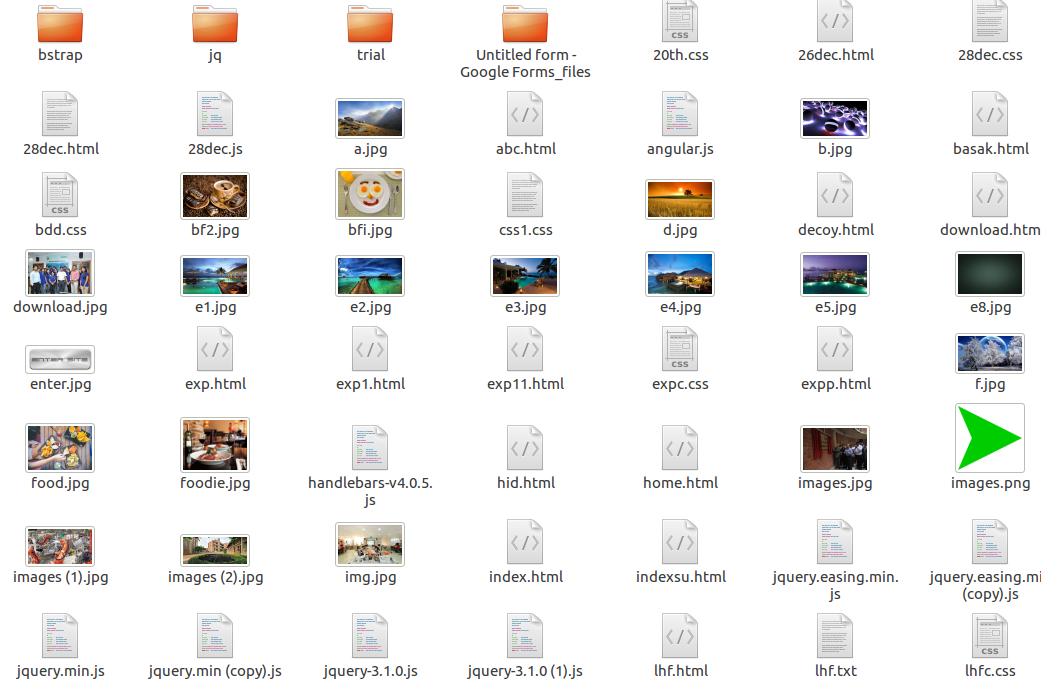 bstrap
jq
trial
Untitled form -
Google Forms_files
20th.css
26dec.html
28dec.css
28dec.html
28dec.js
a.jpg
abc.html
angular.js
b.jpg
basak.html
bdd.css
bf2.jpg
bfi.jpg
css1.css
d.jpg
decoy.html
download.htm
download.jpg
e1.jpg
e2.jpg
e3.jpg
e4.jpg
e5.jpg
e8.jpg
ENTER SITE
enter.jpg
exp.html
exp1.html
exp11.html
expc.css
expp.html
f.jpg
food.jpg
foodie.jpg
handlebars-v4.0.5.
js
hid.html
home.html
images.jpg
images.png
images (1).jpg
images (2).jpg
img.jpg
index.html
indexsu.html
jquery.easing.min.
js
jquery.easing.mi
(copy).js
jquery.min.js
jquery.min (copy).js
jquery-3.1.0.js
jquery-3.1.0 (1).js
lhf.html
lhf.txt
lhfc.css